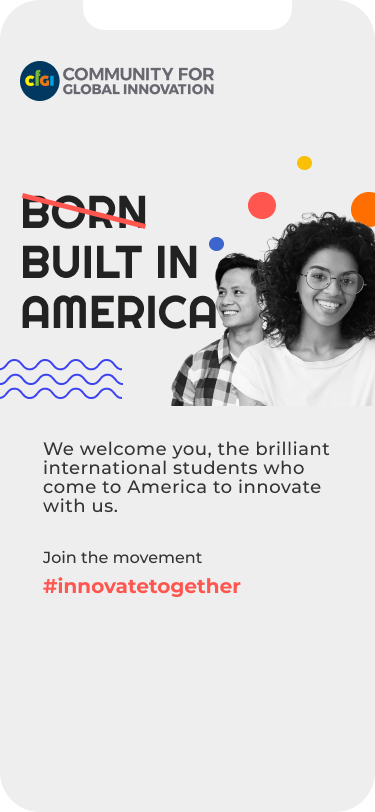 cfGI
COMMUNITY FOR
GLOBAL INNOVATION
BORN
BUILT IN
AMERICA
We welcome you, the brilliant
international students who
come to America to innovate
with us.
Join the movement
#innovatetogether